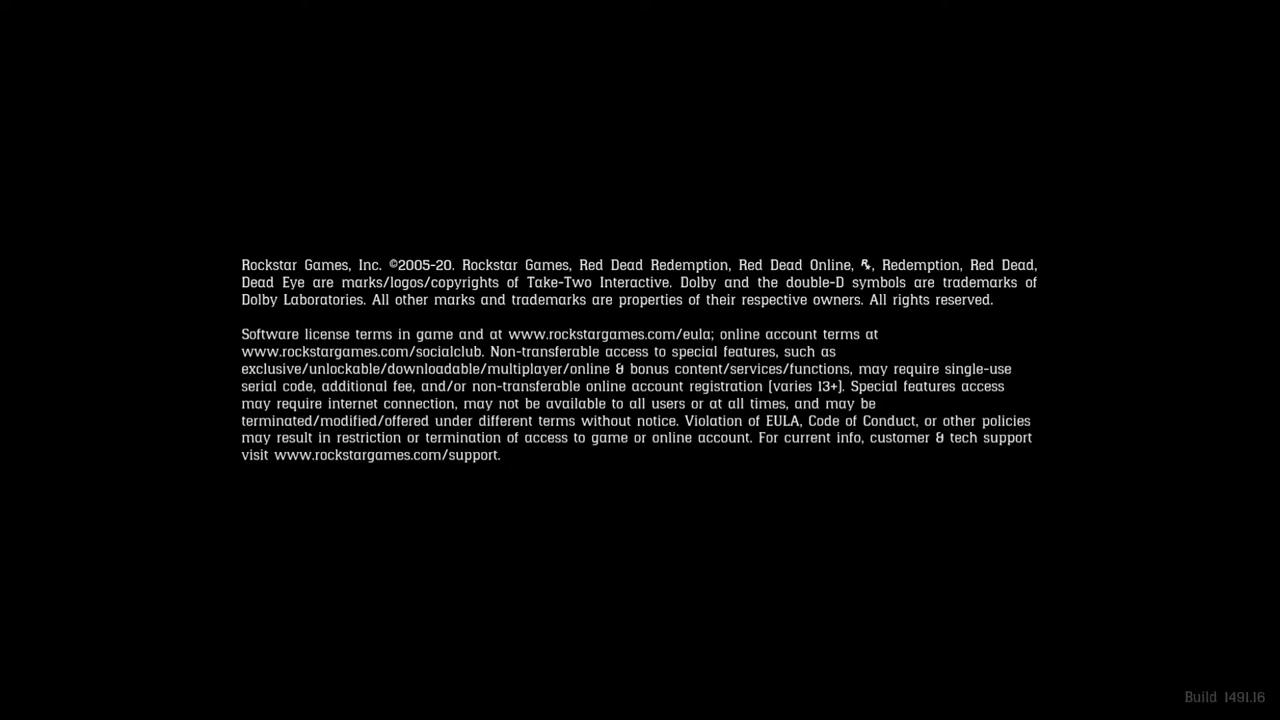 Rockstar Games, Inc. ©2005-20. Rockstar Games, Red Dead Redemption, Red Dead Online, , Redemption, Red Dead,
Dead Eye are marks/logos/copyrights of Take-Two Interactive. Dolby and the double-D symbols are trademarks of
Dolby Laboratories. All other marks and trademarks are properties of their respective owners. All rights reserved.
Software license terms in game and at www.rockstargames.com/eula; online account terms at
www.rockstargames.com/socialclub. Non-transferable access to special features, such as
exclusive/unlockable/downloadable/multiplayer/online & bonus content/services/functions, may require single-use
serial code, additional fee, and/or non-transferable online account registration (varies 13+). Special features access
may require internet connection, may not be available to all users or at all times, and may be
terminated/modified/offered under different terms without notice. Violation of EULA, Code of Conduct, or other policies
may result in restriction or termination of access to game or online account. For current info, customer & tech support
visit www.rockstargames.com/support.
Build 1491.16